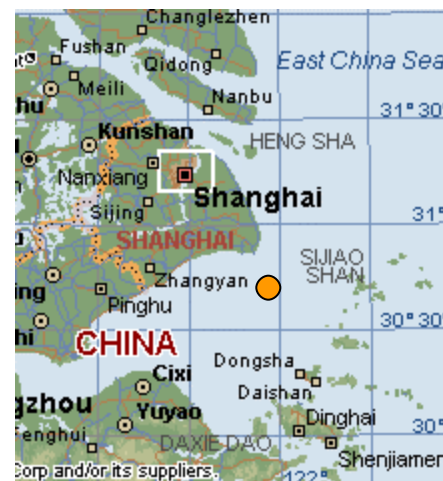 Changlezhen
Fushan
East China Sea
Qidong
Meili
Nanbu
hu
31° 30'
Kunshan
HENG SHA
Nanxiang
Shanghai
Sijing
31°
SHANGHAI
SIJIAO
SHAN
Zhangyan
ing
Pinghu
30° 30'
hi
CHINA
Dongsha
Cixi
Daishan
gzhou
Dinghai
Yuyao
30°
Fenghui
DAXIE DAO
Shenjiamen
Corp and/or its suppliers.
122°